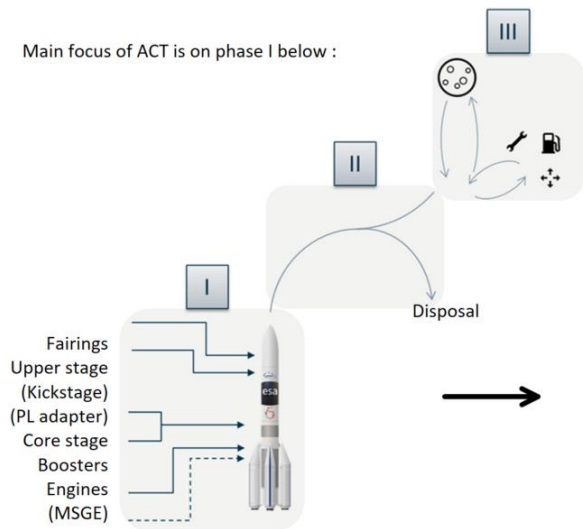 Main focus of ACT is on phase I below :
III
II
I
Disposal
Fairings
Upper stage
(Kickstage)
(PL adapter)
Core stage
Boosters
Engines
(MSGE)
esa
6